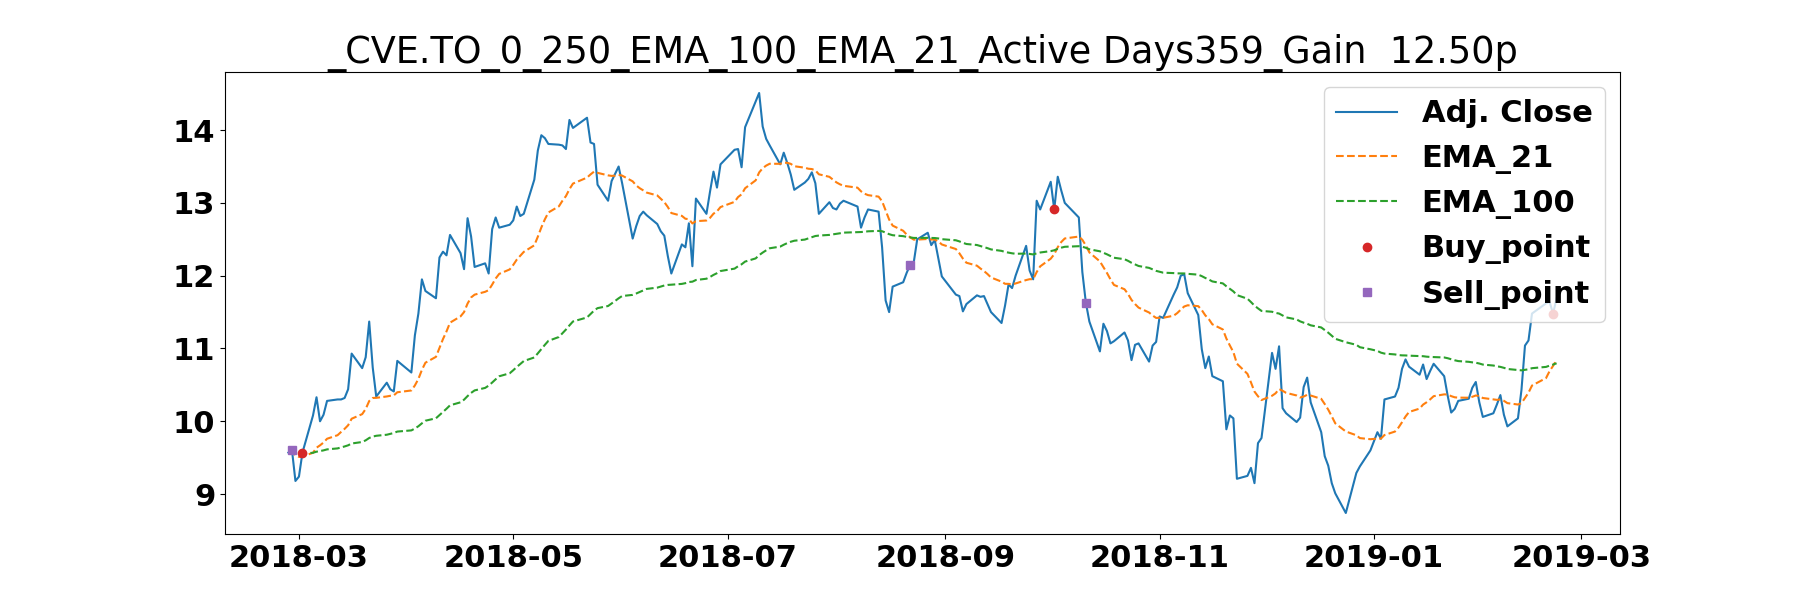 _CVE.TO_0_250_EMA_100_EMA_21_Active Days359_Gain  12.50p
14
13
12
11
10
9
Adj. Close
EMA_21
EMA_100
Buy_point
Sell_point
2018-03 2018-05 2018-07 2018-09 2018-11 2019-01 2019-03